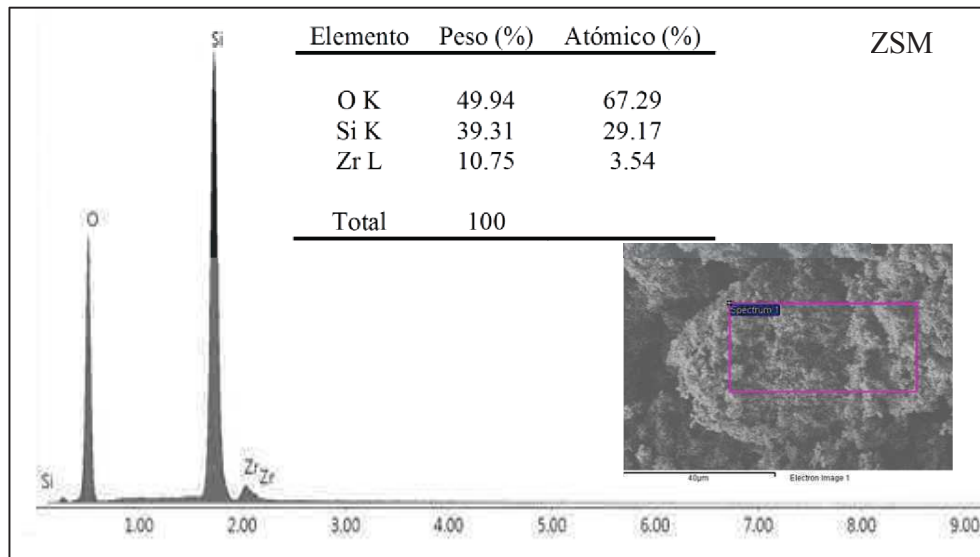 Elemento Peso (%) Atómico (%)
ZSM
O K 49.94 67.29
Si K 39.31 29.17
Zr L 10.75 3.54
Total 100
Si
O
Si
Zr
Zr
Spectrum 1
40µm Electron Image 1
1.00 2.00 3.00 4.00 5.00 6.00 7.00 8.00 9.00